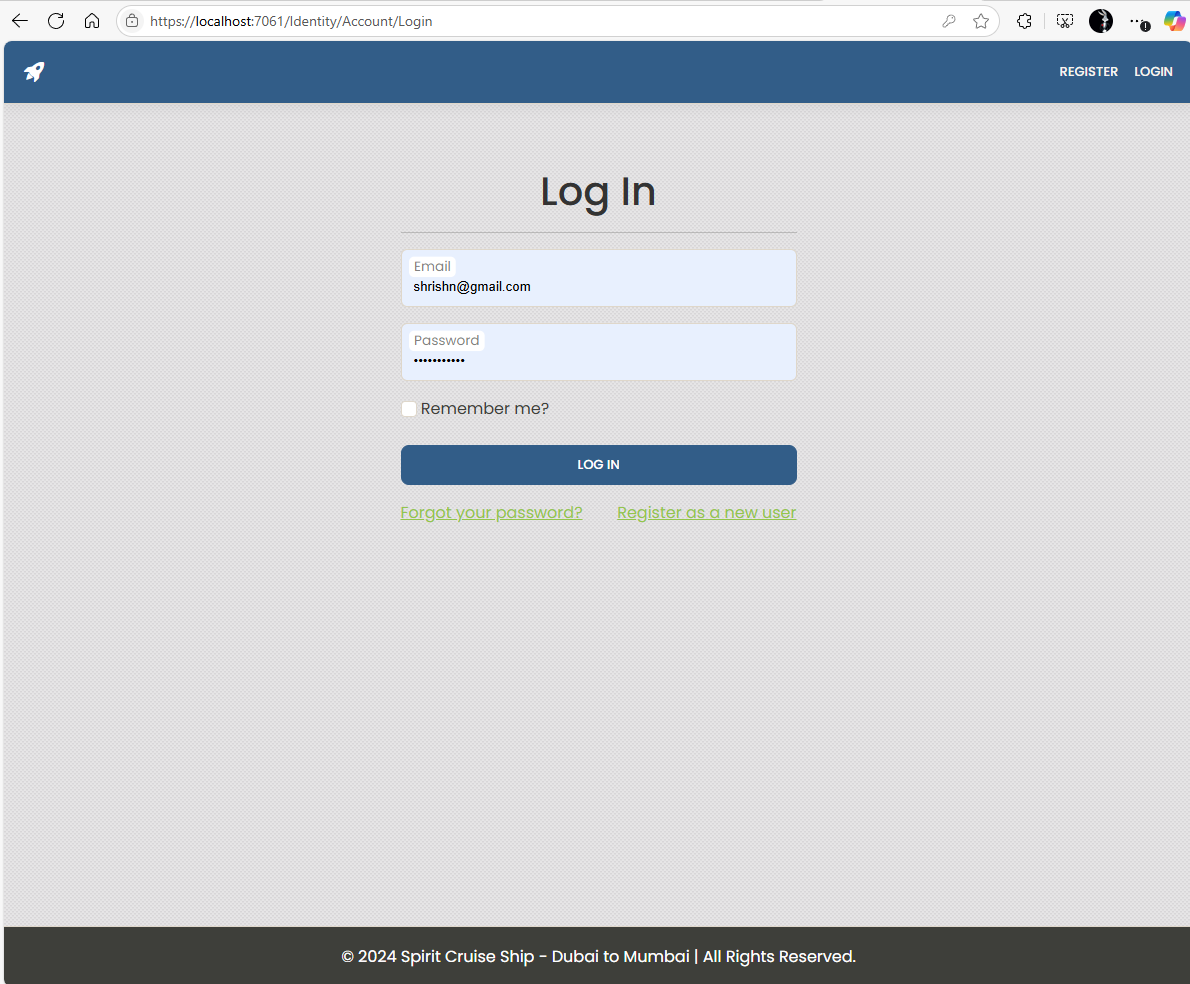 https://localhost:7061/Identity/Account/Login
REGISTER LOGIN
Log In
Email
shrishn@gmail.com
Password
•••••••••••
Remember me?
LOG IN
Forgot your password? Register as a new user
© 2024 Spirit Cruise Ship - Dubai to Mumbai | All Rights Reserved.